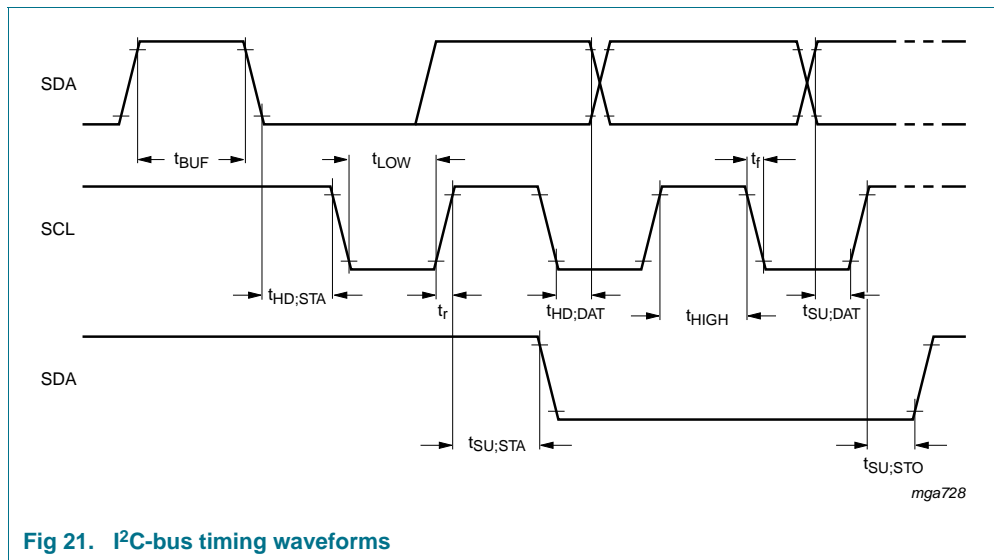 SDA
tBUF
tLOW
tf
SCL
tHD;STA
tr
tHD;DAT
tHIGH
tSU;DAT
SDA
tSU;STA
tSU;STO
mga728
Fig 21. I²C-bus timing waveforms